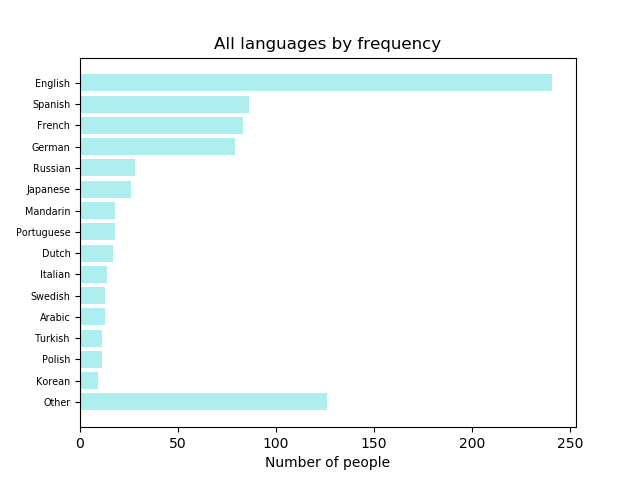 All languages by frequency
English
Spanish
French
German
Russian
Japanese
Mandarin
Portuguese
Dutch
Italian
Swedish
Arabic
Turkish
Polish
Korean
Other
0 50 100 150 200 250
Number of people